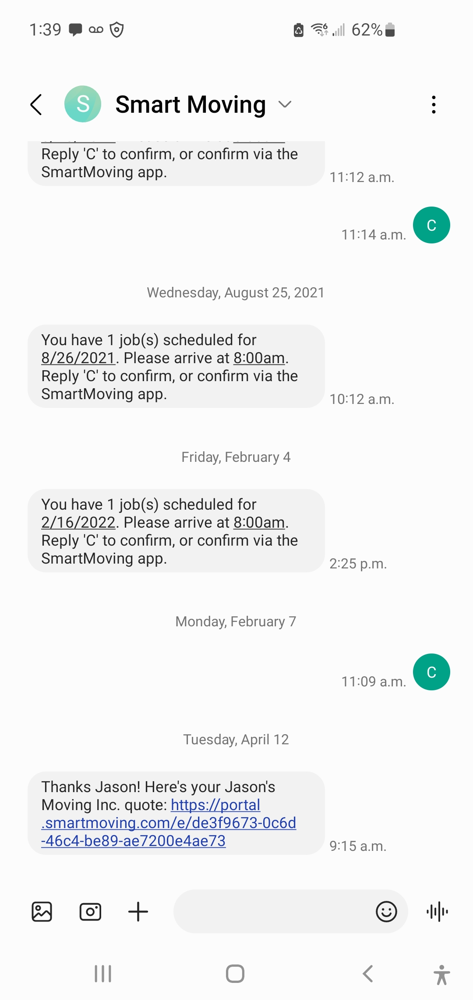 1:39
6 62%
S Smart Moving
Reply 'C' to confirm, or confirm via the
SmartMoving app.
11:12 a.m.
11:14 a.m. C
Wednesday, August 25, 2021
You have 1 job(s) scheduled for
8/26/2021. Please arrive at 8:00am.
Reply 'C' to confirm, or confirm via the
SmartMoving app.
10:12 a.m.
Friday, February 4
You have 1 job(s) scheduled for
2/16/2022. Please arrive at 8:00am.
Reply 'C' to confirm, or confirm via the
SmartMoving app.
2:25 p.m.
Monday, February 7
11:09 a.m. C
Tuesday, April 12
Thanks Jason! Here's your Jason's
Moving Inc. quote: https://portal
.smartmoving.com/e/de3f9673-0c6d
-46c4-be89-ae7200e4ae73
9:15 a.m.